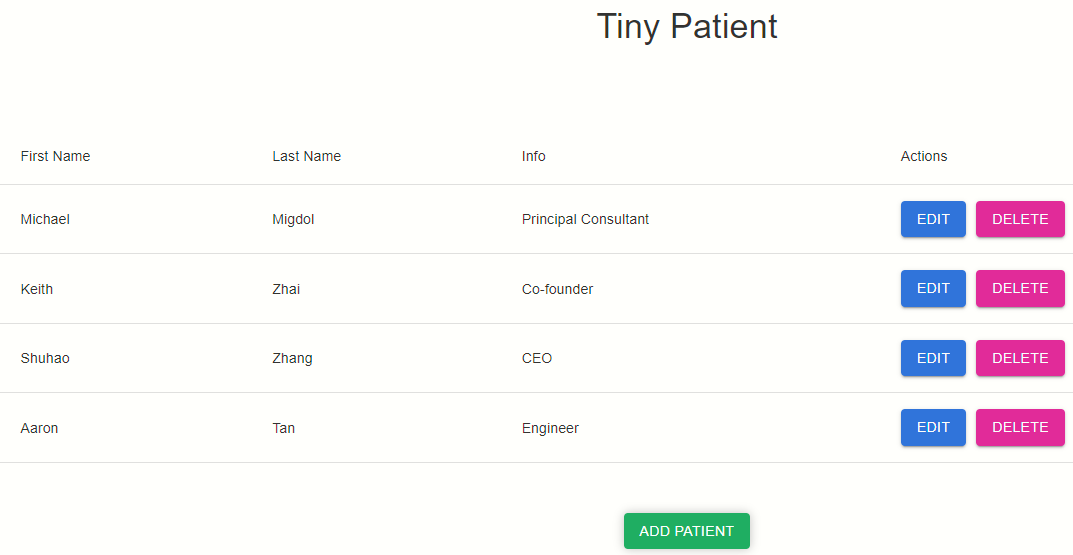 Tiny Patient
First Name Last Name Info Actions
Michael Migdol Principal Consultant EDIT DELETE
Keith Zhai Co-founder EDIT DELETE
Shuhao Zhang CEO EDIT DELETE
Aaron Tan Engineer EDIT DELETE
ADD PATIENT